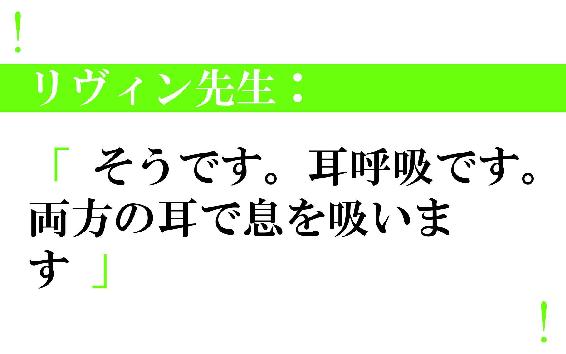 !
リヴィン先生：
「 そうです。耳呼吸です。
両方の耳で息を吸いま
す 」
!